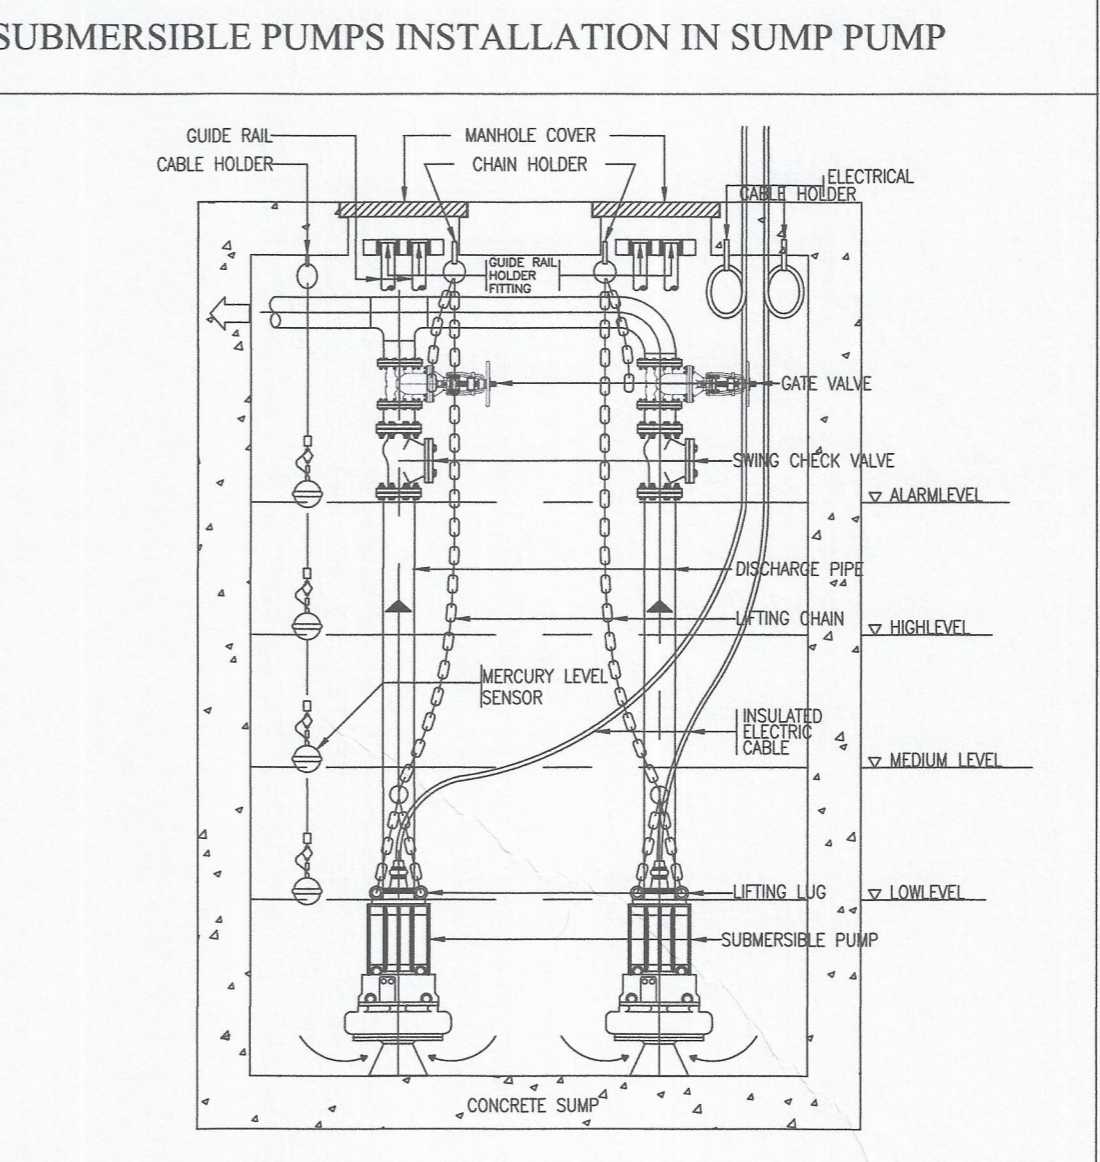 SUBMERSIBLE PUMPS INSTALLATION IN SUMP PUMP
GUIDE RAIL
MANHOLE COVER
CABLE HOLDER
CHAIN HOLDER
ELECTRICAL
CABLE HOLDER
GUIDE RAIL
HOLDER
FITTING
GATE VALVE
SWING CHECK VALVE
ALARMLEVEL
DISCHARGE PIPE
LIFTING CHAIN
HIGHLEVEL
MERCURY LEVEL
SENSOR
INSULATED
ELECTRIC
CABLE
MEDIUM LEVEL
LIFTING LUG
LOWLEVEL
SUBMERSIBLE PUMP
CONCRETE SUMP